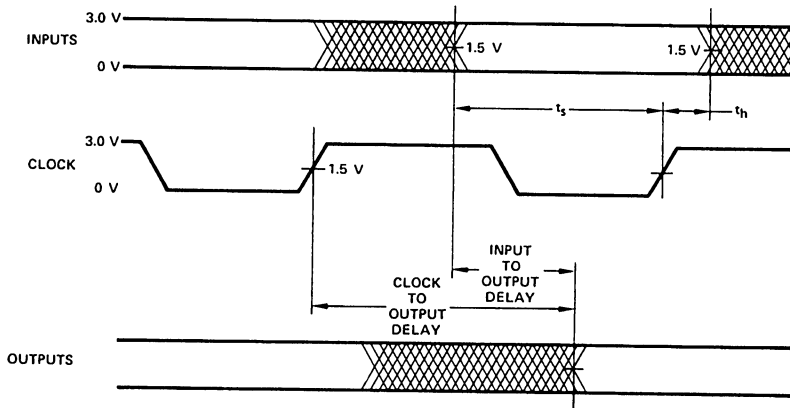 3.0 V
INPUTS
1.5 V
1.5 V
0 V
ts
th
3.0 V
CLOCK
1.5 V
0 V
INPUT
TO
OUTPUT
DELAY
CLOCK
TO
OUTPUT
DELAY
OUTPUTS